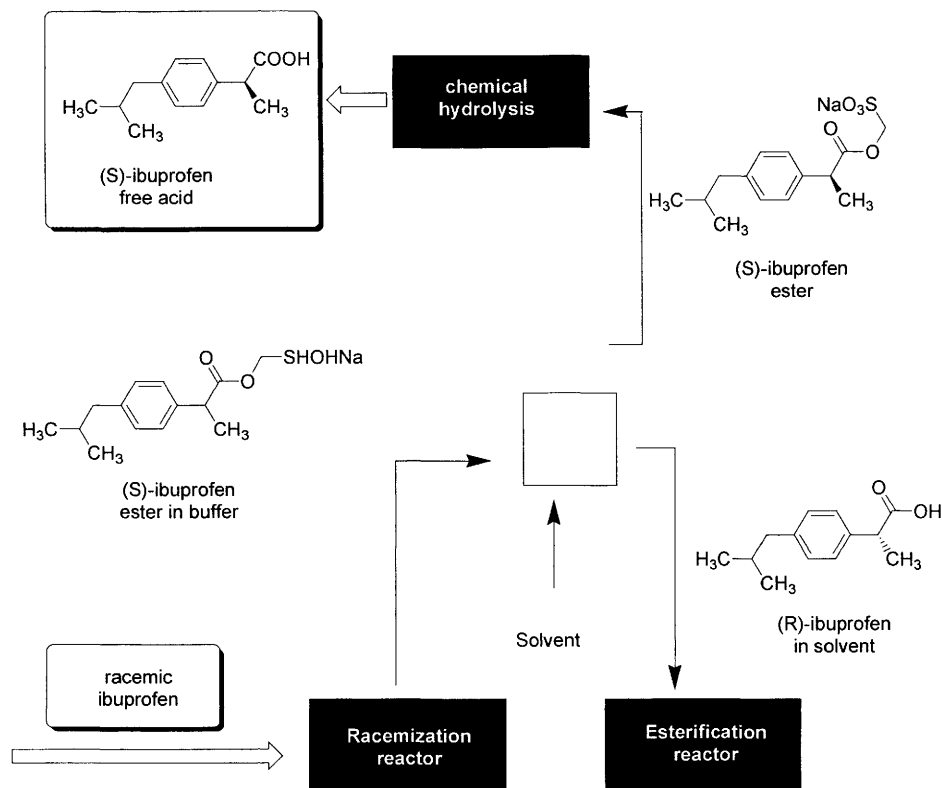 COOH
H₃C
CH₃
CH₃
(S)-ibuprofen
free acid
chemical
hydrolysis
NaO₃S
O
O
H₃C
CH₃
CH₃
(S)-ibuprofen
ester
O
SHOHNa
O
H₃C
CH₃
CH₃
(S)-ibuprofen
ester in buffer
O
OH
H₃C
CH₃
CH₃
(R)-ibuprofen
in solvent
Solvent
racemic
ibuprofen
Racemization
reactor
Esterification
reactor